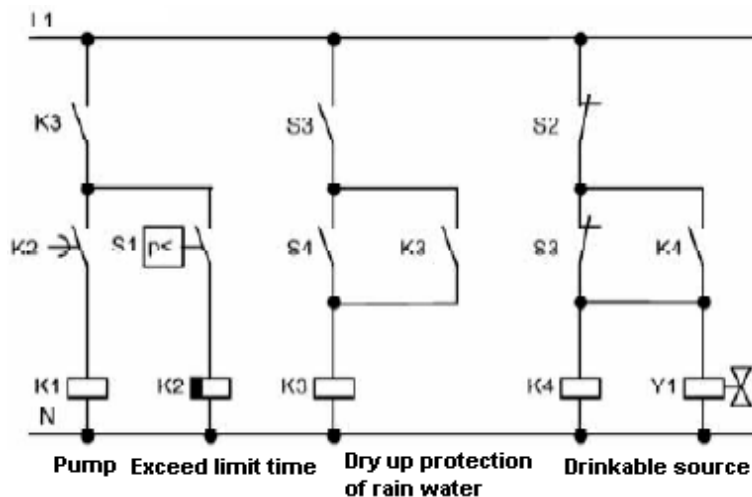 L1
K3
S3
S2
K2
S1
p<
S4
K3
S3
K4
K1
K2
K3
K4
Y1
N
Pump
Exceed limit time
Dry up protection
of rain water
Drinkable source